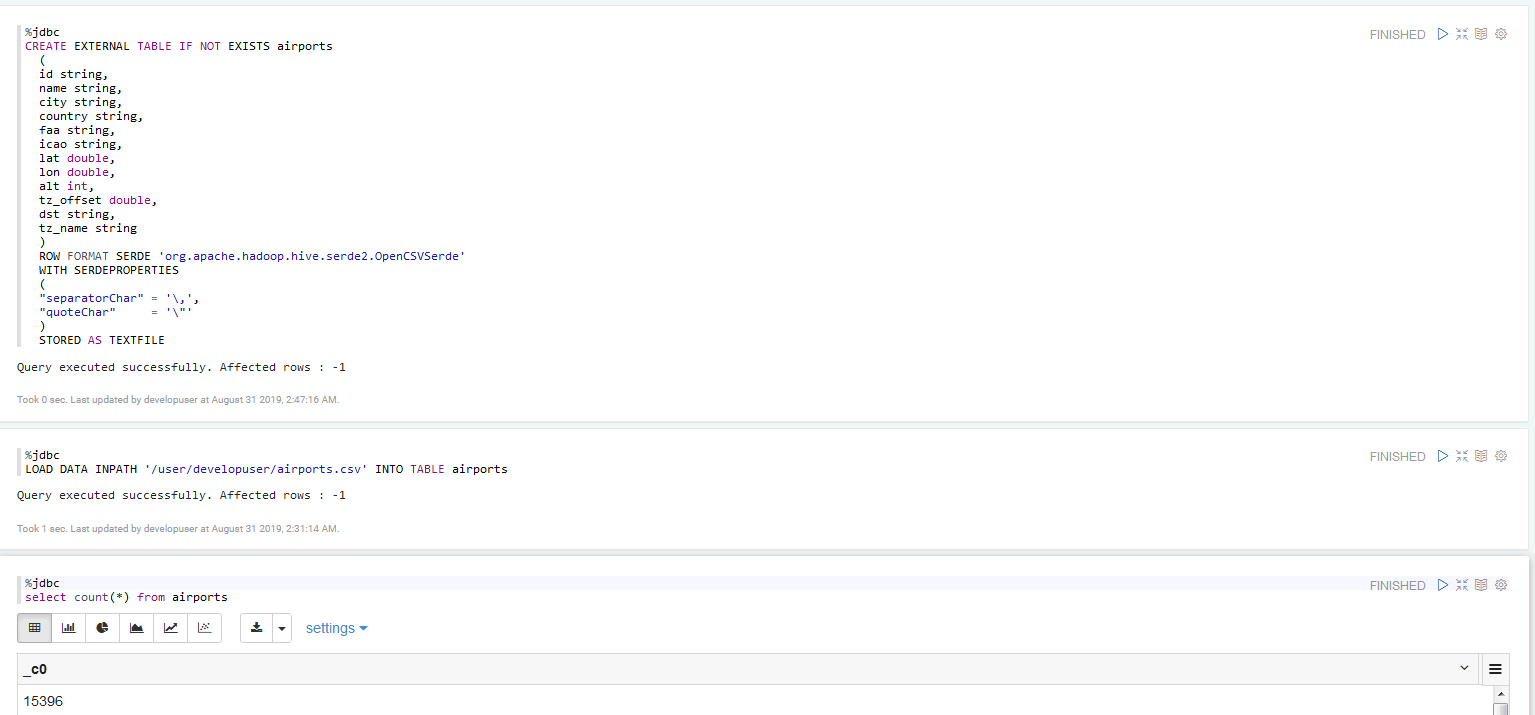 %jdbc
FINISHED
CREATE EXTERNAL TABLE IF NOT EXISTS airports
(
id string,
name string,
city string,
country string,
faa string,
icao string,
lat double,
lon double,
alt int,
tz_offset double,
dst string,
tz_name string
)
ROW FORMAT SERDE 'org.apache.hadoop.hive.serde2.OpenCSVSerde'
WITH SERDEPROPERTIES
(
"separatorChar" = '\,',
"quoteChar"     = '\"'
)
STORED AS TEXTFILE
Query executed successfully. Affected rows : -1
Took 0 sec. Last updated by developuser at August 31 2019, 2:47:16 AM.
%jdbc
FINISHED
LOAD DATA INPATH '/user/developuser/airports.csv' INTO TABLE airports
Query executed successfully. Affected rows : -1
Took 1 sec. Last updated by developuser at August 31 2019, 2:31:14 AM.
%jdbc
FINISHED
select count(*) from airports
settings
_c0
15396